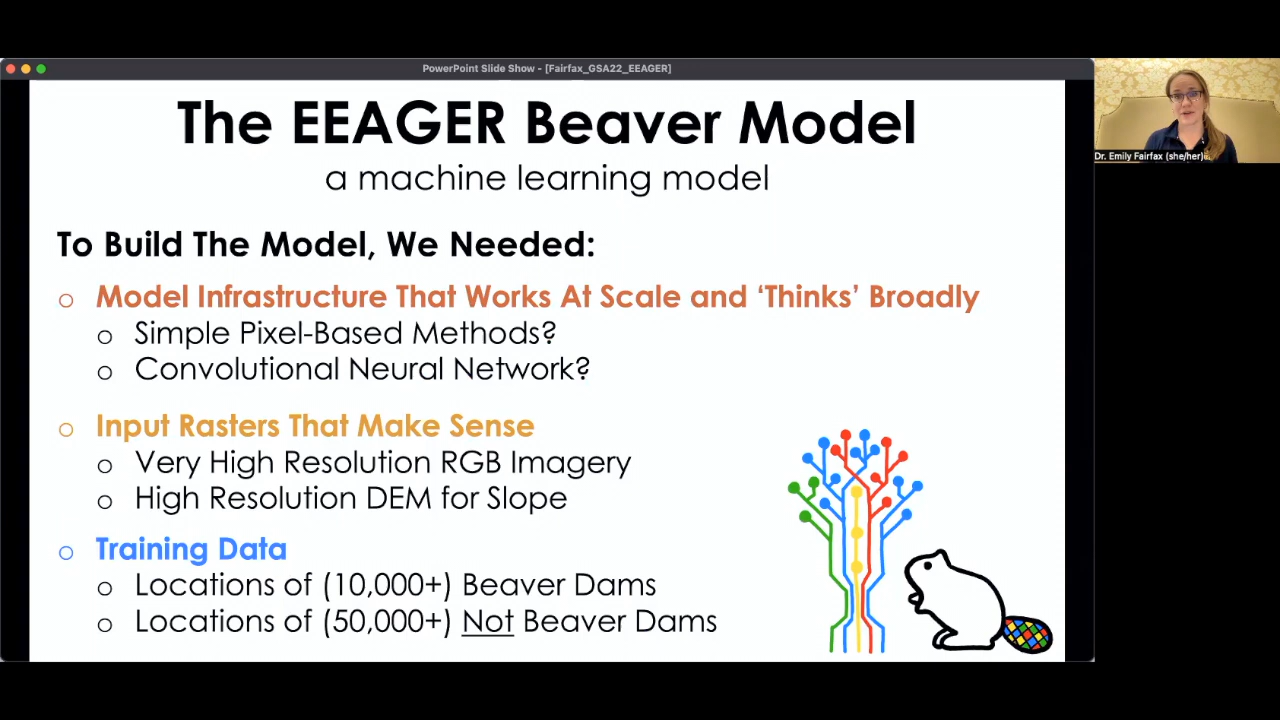 PowerPoint Slide Show - [Fairfax_GSA22_EEAGER]
The EEAGER Beaver Model
a machine learning model
To Build The Model, We Needed:
o Model Infrastructure That Works At Scale and ‘Thinks’ Broadly
o Simple Pixel-Based Methods?
o Convolutional Neural Network?
o Input Rasters That Make Sense
o Very High Resolution RGB Imagery
o High Resolution DEM for Slope
o Training Data
o Locations of (10,000+) Beaver Dams
o Locations of (50,000+) Not Beaver Dams
Dr. Emily Fairfax (she/her)